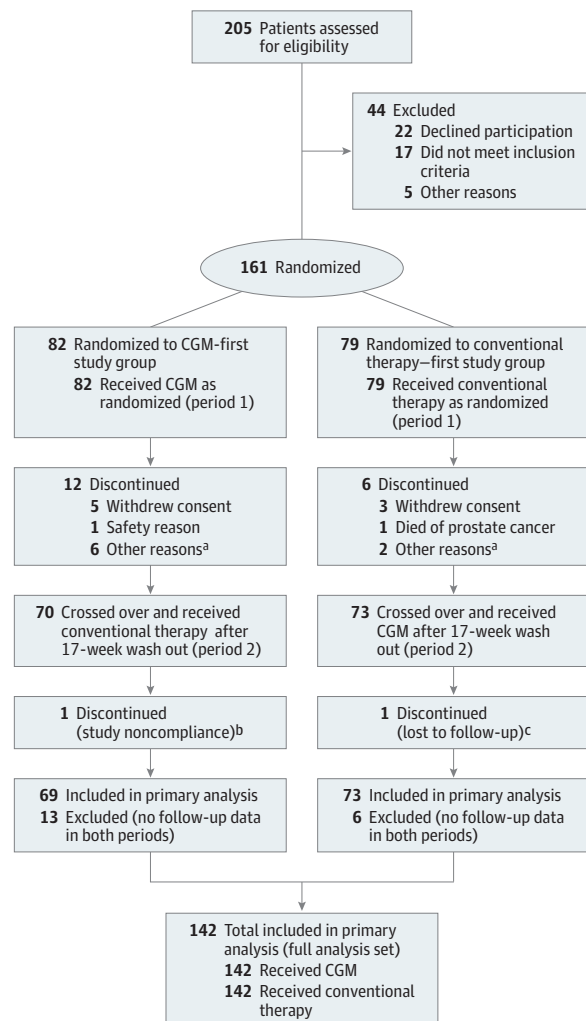 205 Patients assessed
for eligibility
44 Excluded
22 Declined participation
17 Did not meet inclusion
criteria
5 Other reasons
161 Randomized
82 Randomized to CGM-first
study group
82 Received CGM as
randomized (period 1)
79 Randomized to conventional
therapy–first study group
79 Received conventional
therapy as randomized
(period 1)
12 Discontinued
5 Withdrew consent
1 Safety reason
6 Other reasonsᵃ
6 Discontinued
3 Withdrew consent
1 Died of prostate cancer
2 Other reasonsᵃ
70 Crossed over and received
conventional therapy after
17-week wash out (period 2)
73 Crossed over and received
CGM after 17-week wash
out (period 2)
1 Discontinued
(study noncompliance)ᵇ
1 Discontinued
(lost to follow-up)ᶜ
69 Included in primary analysis
13 Excluded (no follow-up data
in both periods)
73 Included in primary analysis
6 Excluded (no follow-up data
in both periods)
142 Total included in primary
analysis (full analysis set)
142 Received CGM
142 Received conventional
therapy